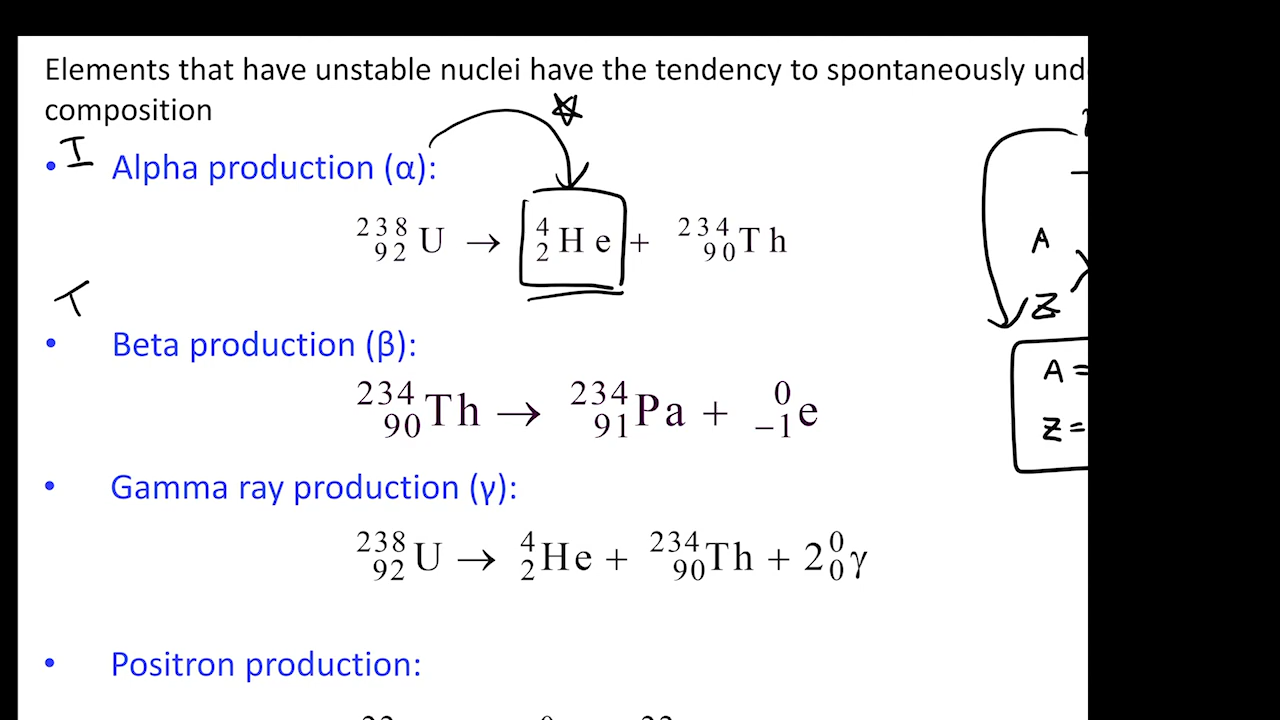 Elements that have unstable nuclei have the tendency to spontaneously und
composition
• I Alpha production (α):
²³⁸₉₂U → ⁴₂He + ²³⁴₉₀Th
A
Z
• Beta production (β):
A =
²³⁴₉₀Th → ²³⁴₉₁Pa + ⁰₋₁e
Z =
• Gamma ray production (γ):
²³⁸₉₂U → ⁴₂He + ²³⁴₉₀Th + 2⁰₀γ
• Positron production: